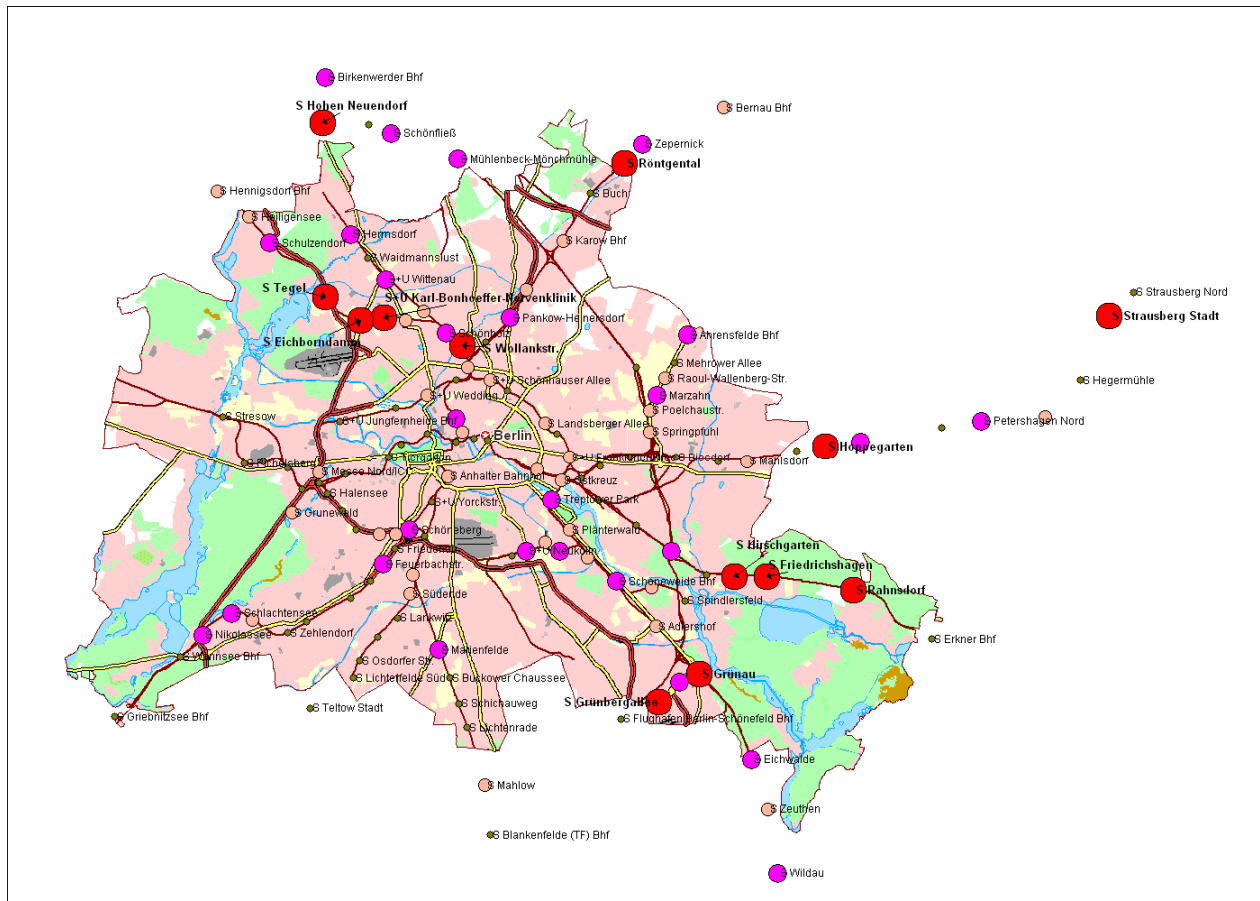 S Birkenwerder Bhf
S Hohen Neuendorf
S Bernau Bhf
S Schönfließ
S Zepernick
S Mühlenbeck-Mönchmühle
S Röntgental
S Hennigsdorf Bhf
S Buch
S Heiligensee
S Hermsdorf
S Schulzendorf
S Karow Bhf
S Waidmannslust
S+U Wittenau
S Tegel
S+U Karl-Bonhoeffer-Nervenklinik
S Strausberg Nord
S Strausberg Stadt
S Pankow-Heinersdorf
S Schönholz
S Eichborndamm
S Wollankstr.
S Ahrensfelde Bhf
S Mehrower Allee
S Raoul-Wallenberg-Str.
S+U Schönhauser Allee
S Hegermühle
S+U Wedding
S Marzahn
S Poelchaustr.
S Stresow
S+U Jungfernheide Bhf
S Landsberger Allee
S Petershagen Nord
S Springpfuhl
Berlin
S Hoppegarten
S Tiergarten
S Biesdorf
S Mahlsdorf
S Messe Nord/ICC
S Anhalter Bahnhof
S Ostkreuz
S Halensee
S+U Yorckstr.
S Treptower Park
S Grunewald
S Schöneberg
S Plänterwald
S Friedenau
S+U Neukölln
S Hirschgarten
S Feuerbachstr.
S Friedrichshagen
S Schöneweide Bhf
S Rahnsdorf
S Südende
S Spindlersfeld
S Schlachtensee
S Lankwitz
S Adlershof
S Nikolassee
S Zehlendorf
S Erkner Bhf
S Wannsee Bhf
S Osdorfer Str.
S Marienfelde
S Lichterfelde Süd
S Buckower Chaussee
S Grünau
S Grünbergallee
S Teltow Stadt
S Schichauweg
S Griebnitzsee Bhf
S Flughafen Berlin-Schönefeld Bhf
S Lichtenrade
S Eichwalde
S Mahlow
S Zeuthen
S Blankenfelde (TF) Bhf
S Wildau